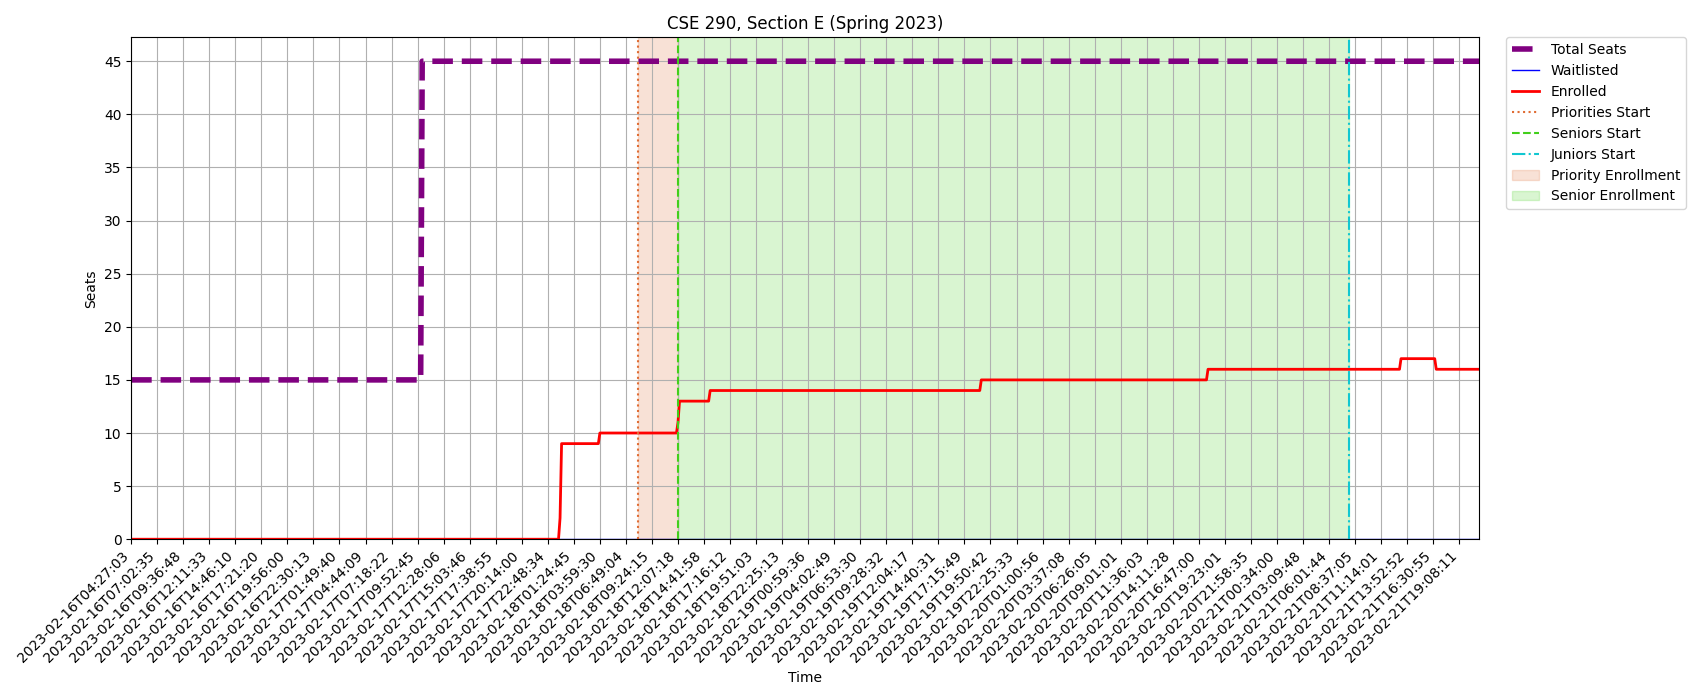 CSE 290, Section E (Spring 2023)
Total Seats
Waitlisted
Enrolled
Priorities Start
Seniors Start
Juniors Start
Priority Enrollment
Senior Enrollment
Seats
45
40
35
30
25
20
15
10
5
0
2023-02-16T04:27:03
2023-02-16T07:02:35
2023-02-16T09:36:48
2023-02-16T12:11:33
2023-02-16T14:46:10
2023-02-16T17:21:20
2023-02-16T19:56:00
2023-02-16T22:30:13
2023-02-17T01:49:40
2023-02-17T04:44:09
2023-02-17T07:18:22
2023-02-17T09:52:45
2023-02-17T12:28:06
2023-02-17T15:03:46
2023-02-17T17:38:55
2023-02-17T20:14:00
2023-02-17T22:48:34
2023-02-18T01:24:45
2023-02-18T03:59:30
2023-02-18T06:49:04
2023-02-18T09:24:15
2023-02-18T12:07:18
2023-02-18T14:41:58
2023-02-18T17:16:12
2023-02-18T19:51:03
2023-02-18T22:25:13
2023-02-19T00:59:36
2023-02-19T04:02:49
2023-02-19T06:53:30
2023-02-19T09:28:32
2023-02-19T12:04:17
2023-02-19T14:40:31
2023-02-19T17:15:49
2023-02-19T19:50:42
2023-02-19T22:25:33
2023-02-20T01:00:56
2023-02-20T03:37:08
2023-02-20T06:26:05
2023-02-20T09:01:01
2023-02-20T11:36:03
2023-02-20T14:11:28
2023-02-20T16:47:00
2023-02-20T19:23:01
2023-02-20T21:58:35
2023-02-21T00:34:00
2023-02-21T03:09:48
2023-02-21T06:01:44
2023-02-21T08:37:05
2023-02-21T11:14:01
2023-02-21T13:52:52
2023-02-21T16:30:55
2023-02-21T19:08:11
Time